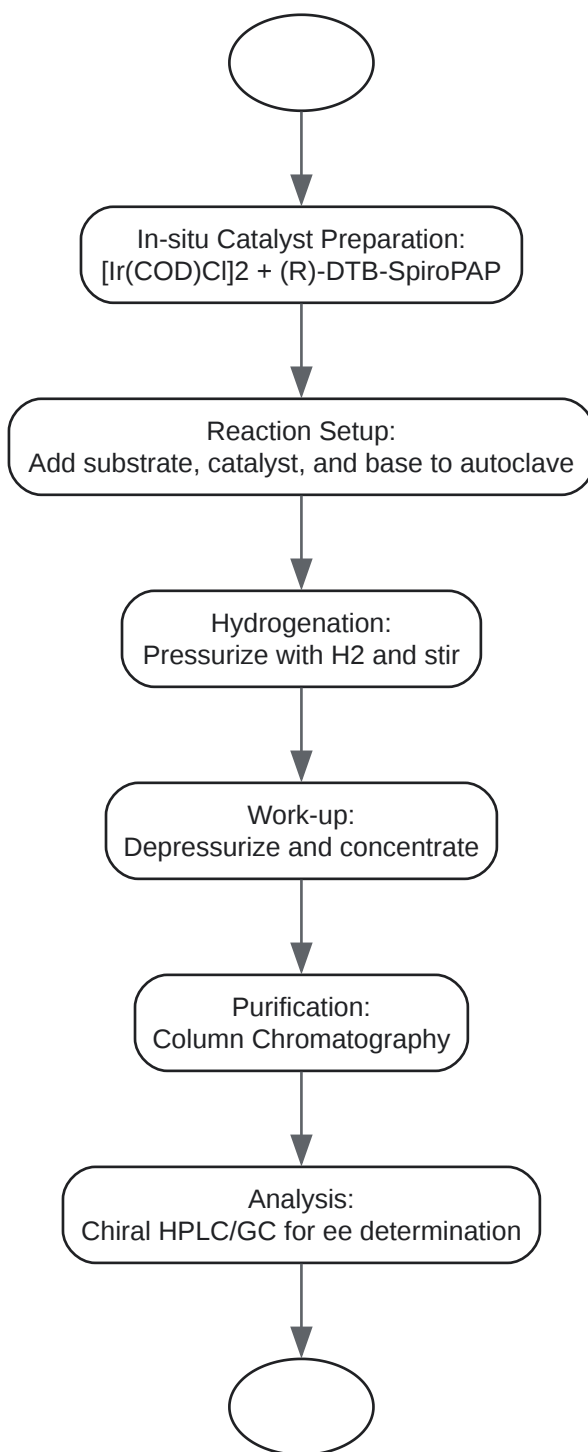 In-situ Catalyst Preparation:
[Ir(COD)Cl]2 + (R)-DTB-SpiroPAP
Reaction Setup:
Add substrate, catalyst, and base to autoclave
Hydrogenation:
Pressurize with H2 and stir
Work-up:
Depressurize and concentrate
Purification:
Column Chromatography
Analysis:
Chiral HPLC/GC for ee determination